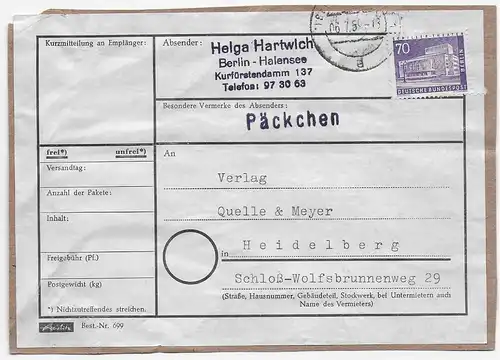 Kurzmitteilung an Empfänger:
Absender:
Helga Hartwich
Berlin - Halensee
Kurfürstendamm 137
Telefon: 97 30 63
70
DEUTSCHE BUNDESPOST
BERLIN
Besondere Vermerke des Absenders:
Päckchen
frei*) unfrei*)
Versandtag:
Anzahl der Pakete:
Inhalt:
Freigebühr (Pf.)
Postgewicht (kg)
*) Nichtzutreffendes streichen.
An
Verlag
Quelle & Meyer
in Heidelberg
Schloß-Wolfsbrunnenweg 29
(Straße, Hausnummer, Gebäudeteil, Stockwerk, bei Untermietern auch
Name des Vermieters)
Best.-Nr. 699